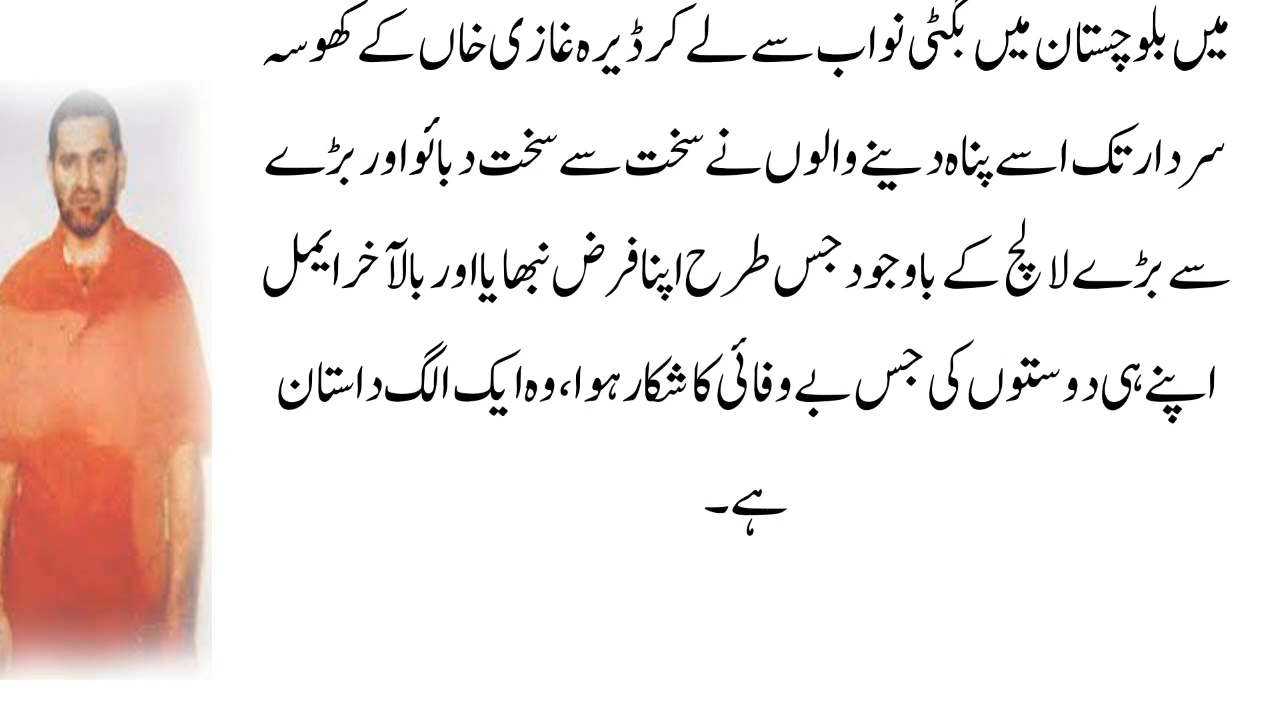 میں بلوچستان میں بگٹی نواب سے لے کر ڈیرہ غازی خاں کے کھوسہ
سردار تک اسے پناہ دینے والوں نے سخت سے سخت دبائو اور بڑے
سے بڑے لالچ کے باوجود جس طرح اپنا فرض نبھایا اور بالآخر ایمل
اپنے ہی دوستوں کی جس بے وفائی کا شکار ہوا، وہ ایک الگ داستان
ہے۔